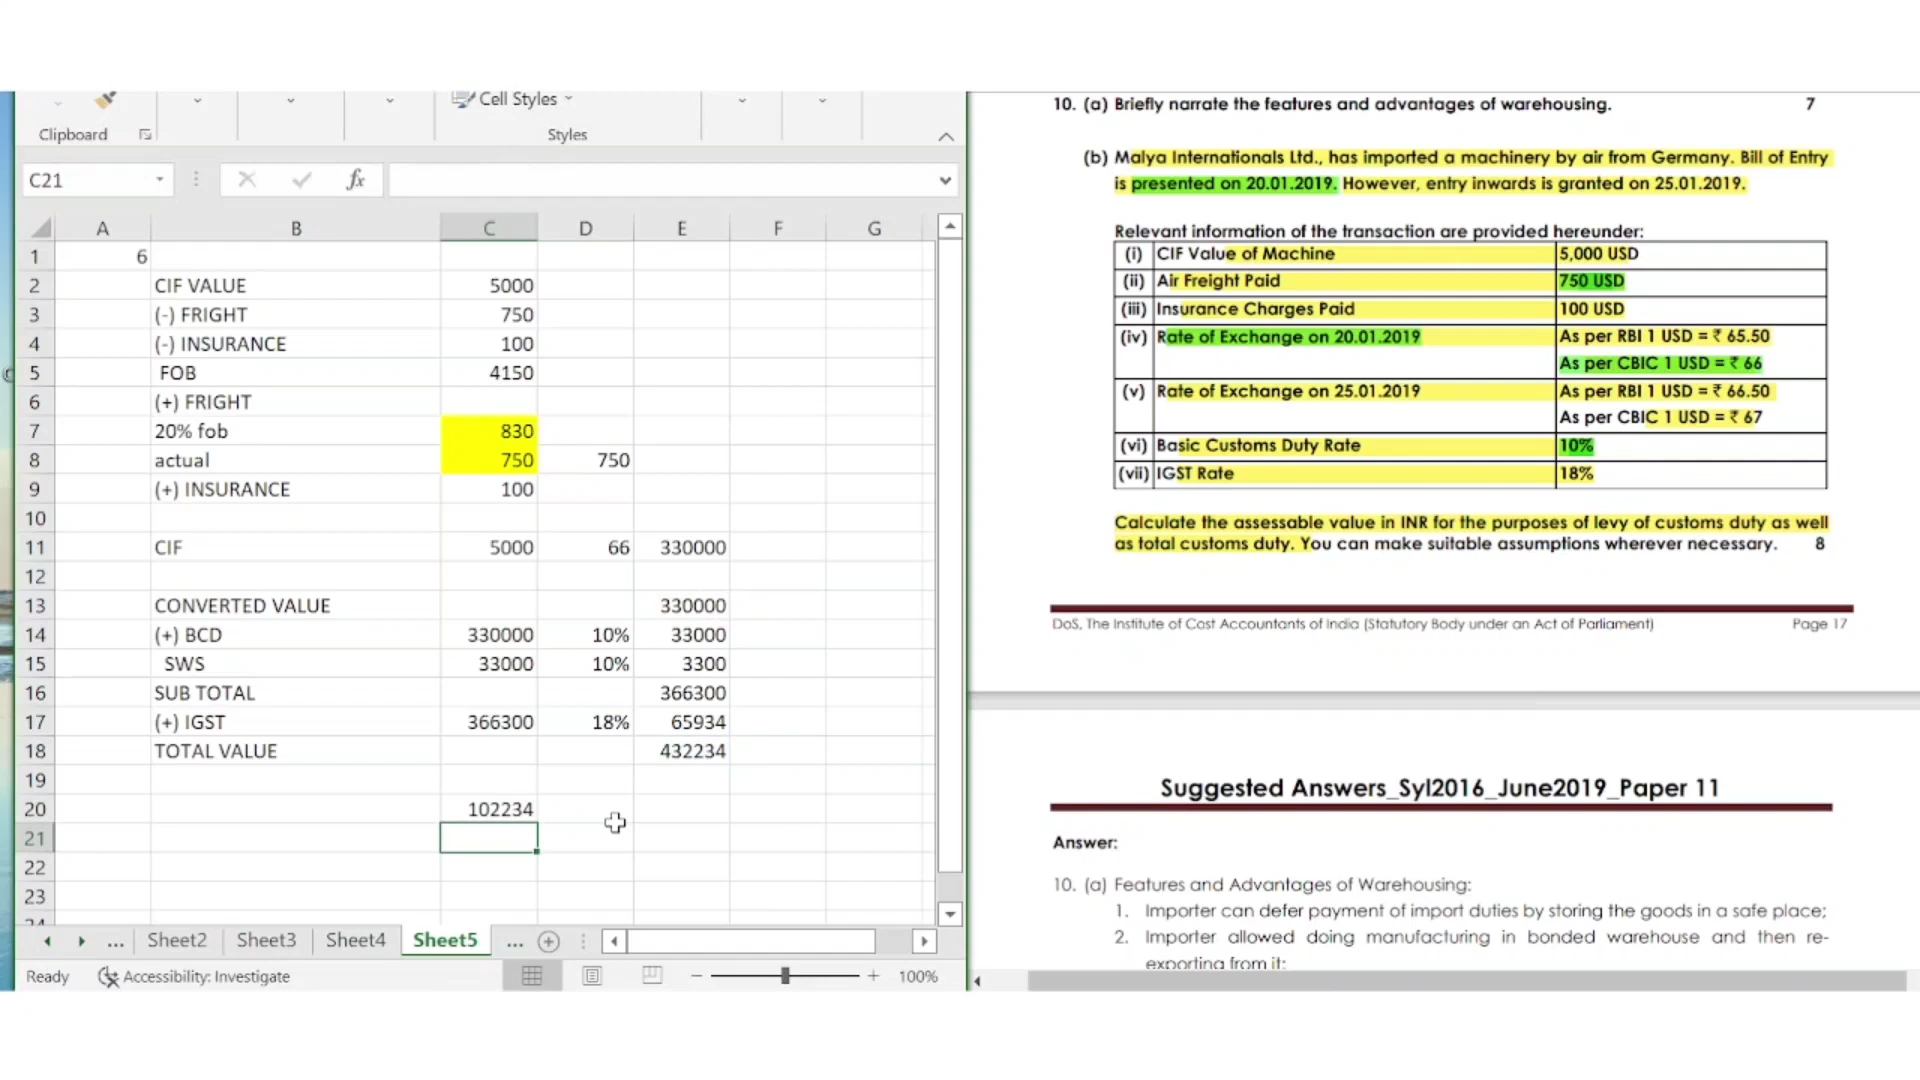 Cell Styles
Clipboard
Styles
C21
fx
A B C D E F G
1 6
2 CIF VALUE 5000
3 (-) FRIGHT 750
4 (-) INSURANCE 100
5 FOB 4150
6 (+) FRIGHT
7 20% fob 830
8 actual 750 750
9 (+) INSURANCE 100
10
11 CIF 5000 66 330000
12
13 CONVERTED VALUE 330000
14 (+) BCD 330000 10% 33000
15 SWS 33000 10% 3300
16 SUB TOTAL 366300
17 (+) IGST 366300 18% 65934
18 TOTAL VALUE 432234
19
20 102234
21
22
23
24
... Sheet2 Sheet3 Sheet4 Sheet5 ...
Ready Accessibility: Investigate 100%
10. (a) Briefly narrate the features and advantages of warehousing. 7
(b) Malya Internationals Ltd., has imported a machinery by air from Germany. Bill of Entry
is presented on 20.01.2019. However, entry inwards is granted on 25.01.2019.
Relevant information of the transaction are provided hereunder:
(i) CIF Value of Machine 5,000 USD
(ii) Air Freight Paid 750 USD
(iii) Insurance Charges Paid 100 USD
(iv) Rate of Exchange on 20.01.2019 As per RBI 1 USD = ₹ 65.50
As per CBIC 1 USD = ₹ 66
(v) Rate of Exchange on 25.01.2019 As per RBI 1 USD = ₹ 66.50
As per CBIC 1 USD = ₹ 67
(vi) Basic Customs Duty Rate 10%
(vii) IGST Rate 18%
Calculate the assessable value in INR for the purposes of levy of customs duty as well
as total customs duty. You can make suitable assumptions wherever necessary. 8
DoS, The Institute of Cost Accountants of India (Statutory Body under an Act of Parliament) Page 17
Suggested Answers_Syl2016_June2019_Paper 11
Answer:
10. (a) Features and Advantages of Warehousing:
1. Importer can defer payment of import duties by storing the goods in a safe place;
2. Importer allowed doing manufacturing in bonded warehouse and then re-
exporting from it;